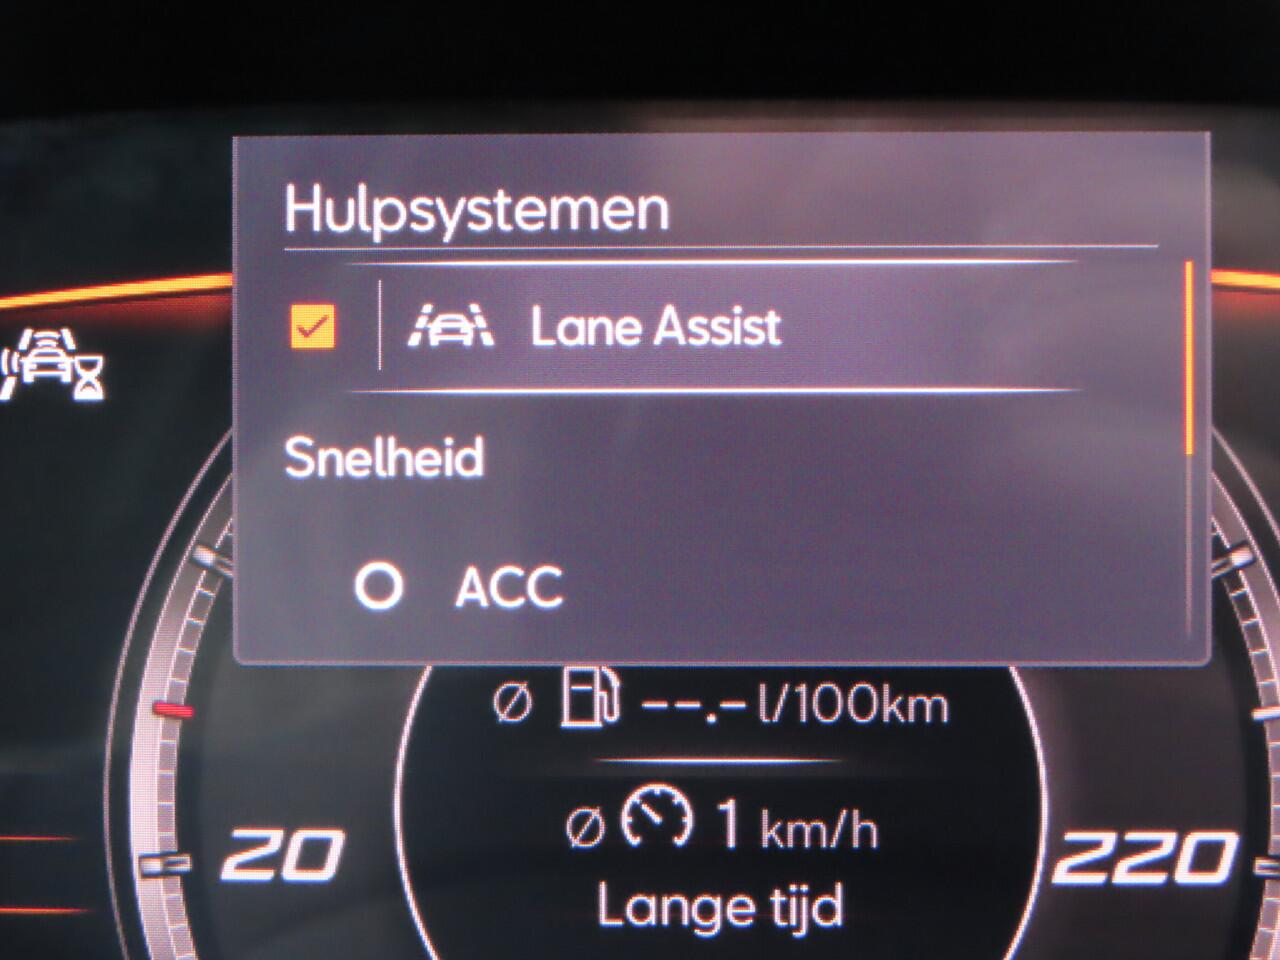 Hulpsystemen
Lane Assist
Snelheid
ACC
Ø --.- l/100km
Ø 1 km/h
Lange tijd
20
220